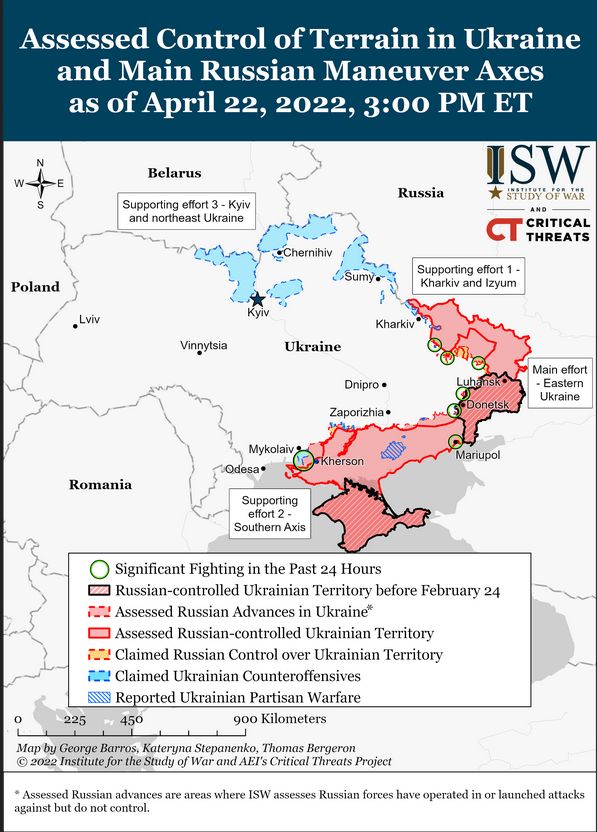 Assessed Control of Terrain in Ukraine
and Main Russian Maneuver Axes
as of April 22, 2022, 3:00 PM ET
N
W E
S
Belarus
Russia
ISW
INSTITUTE FOR THE
STUDY OF WAR
AND
CT CRITICAL
THREATS
Supporting effort 3 - Kyiv
and northeast Ukraine
Chernihiv
Sumy
Supporting effort 1 -
Kharkiv and Izyum
Poland
Kyiv
Lviv
Kharkiv
Vinnytsia
Ukraine
Main effort
- Eastern
Ukraine
Luhansk
Dnipro
Donetsk
Zaporizhia
Mykolaiv
Mariupol
Kherson
Odesa
Romania
Supporting
effort 2 -
Southern Axis
Significant Fighting in the Past 24 Hours
Russian-controlled Ukrainian Territory before February 24
Assessed Russian Advances in Ukraine*
Assessed Russian-controlled Ukrainian Territory
Claimed Russian Control over Ukrainian Territory
Claimed Ukrainian Counteroffensives
Reported Ukrainian Partisan Warfare
0 225 450 900 Kilometers
Map by George Barros, Kateryna Stepanenko, Thomas Bergeron
© 2022 Institute for the Study of War and AEI's Critical Threats Project
* Assessed Russian advances are areas where ISW assesses Russian forces have operated in or launched attacks
against but do not control.